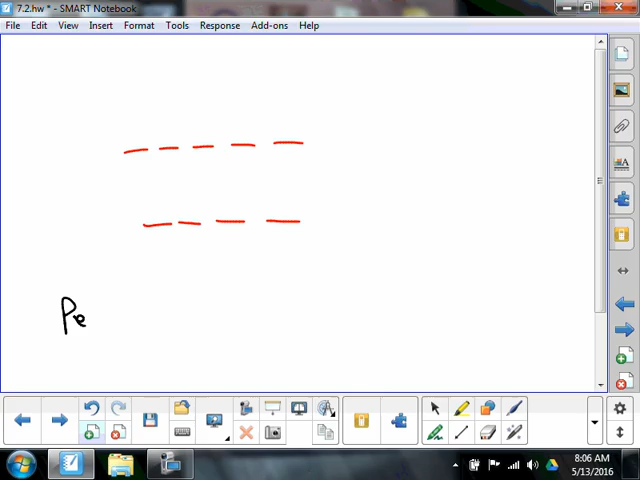 7.2.hw * - SMART Notebook
File Edit View Insert Format Tools Response Add-ons Help
Pe
8:06 AM
5/13/2016